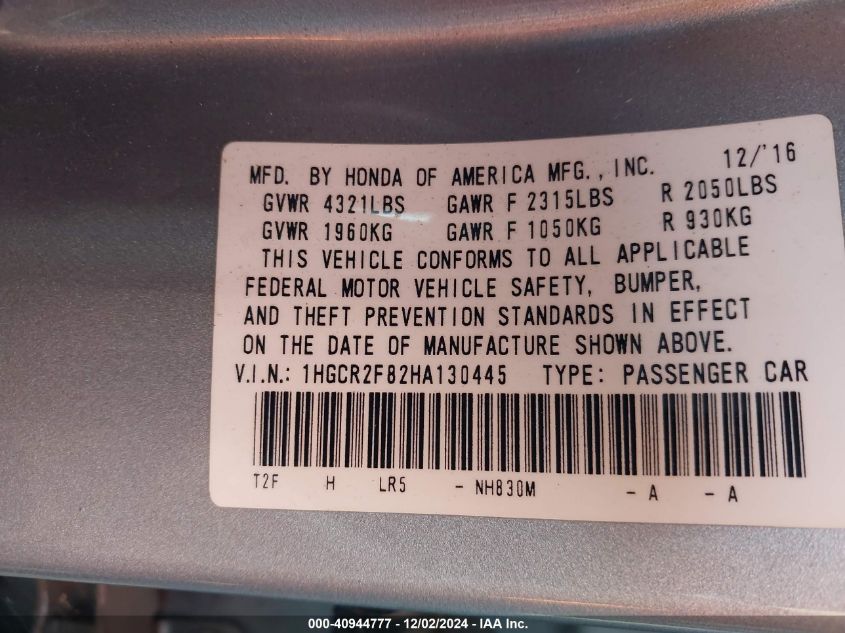 MFD. BY HONDA OF AMERICA MFG., INC. 12/'16
GVWR 4321LBS GAWR F 2315LBS R 2050LBS
GVWR 1960KG GAWR F 1050KG R 930KG
THIS VEHICLE CONFORMS TO ALL APPLICABLE
FEDERAL MOTOR VEHICLE SAFETY, BUMPER,
AND THEFT PREVENTION STANDARDS IN EFFECT
ON THE DATE OF MANUFACTURE SHOWN ABOVE.
V.I.N.: 1HGCR2F82HA130445 TYPE: PASSENGER CAR
T2F H LR5 - NH830M - A - A
000-40944777 - 12/02/2024 - IAA Inc.